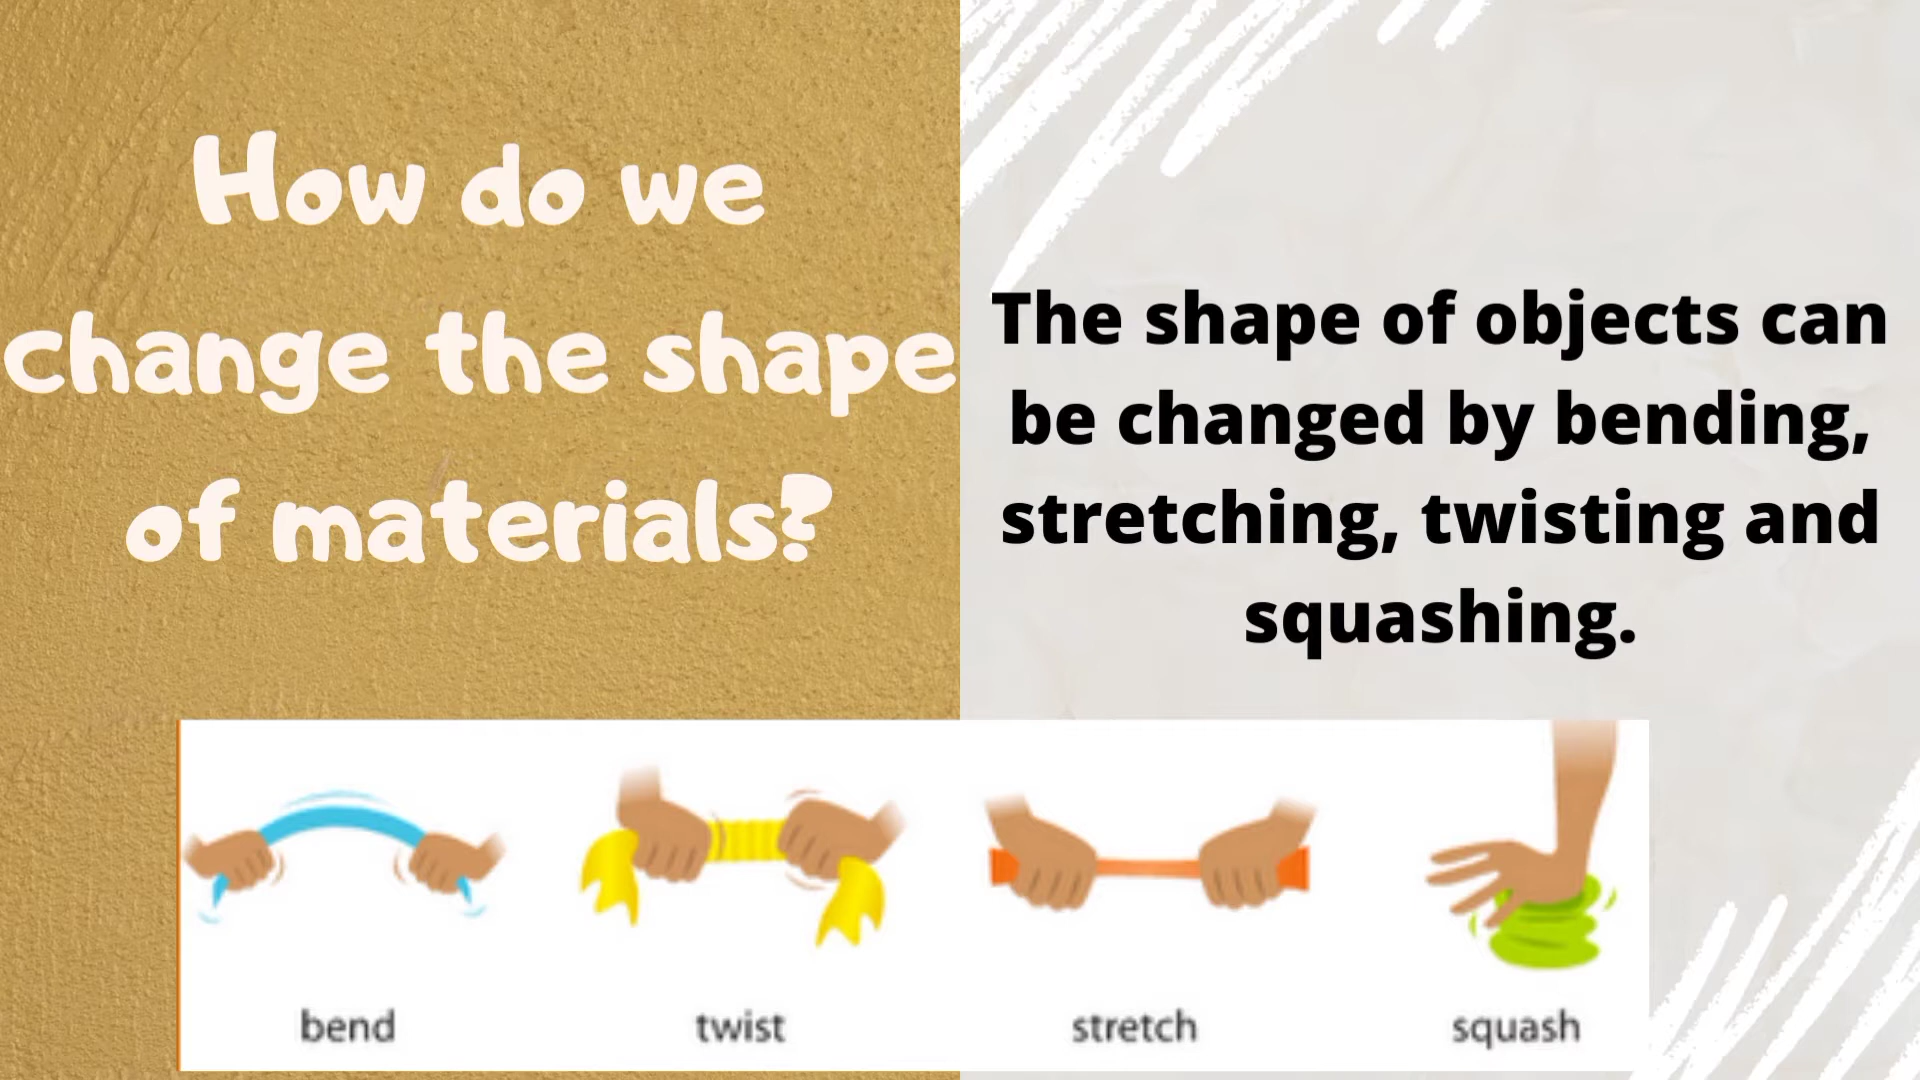 How do we
change the shape
of materials?
The shape of objects can
be changed by bending,
stretching, twisting and
squashing.
bend
twist
stretch
squash